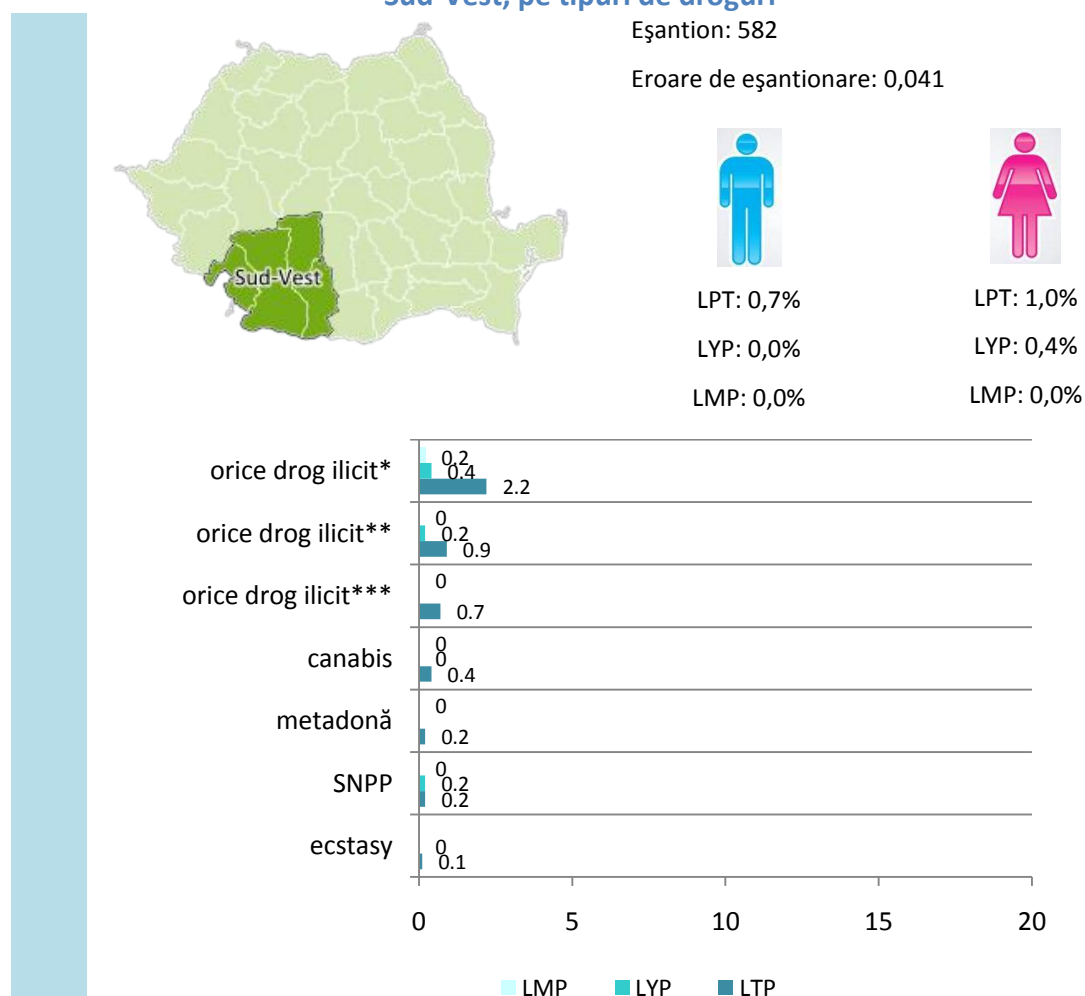 Sud-Vest, pe tipuri de droguri
Eşantion: 582
Eroare de eşantionare: 0,041
Sud-Vest
LPT: 0,7%
LPT: 1,0%
LYP: 0,0%
LYP: 0,4%
LMP: 0,0%
LMP: 0,0%
orice drog ilicit*
0.2
0.4
2.2
orice drog ilicit**
0
0.2
0.9
orice drog ilicit***
0
0.7
canabis
0
0
0.4
metadonă
0
0.2
SNPP
0
0.2
0.2
ecstasy
0
0.1
0 5 10 15 20
LMP LYP LTP